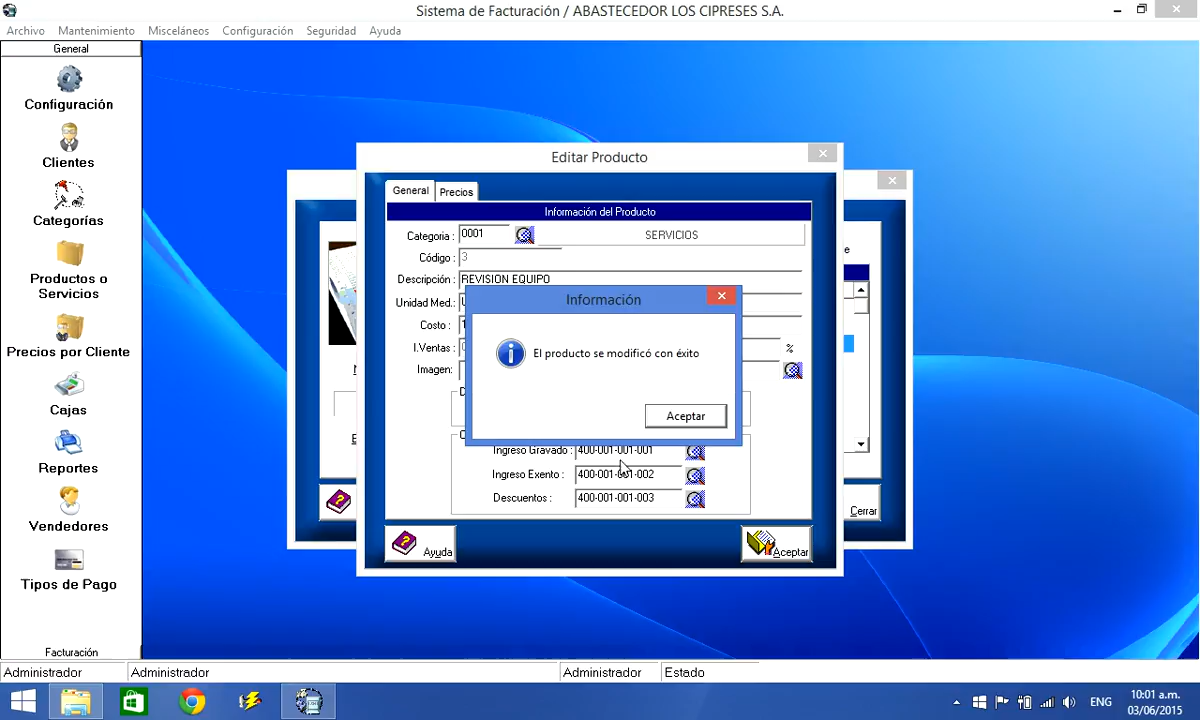 Sistema de Facturación / ABASTECEDOR LOS CIPRESES S.A.
Archivo Mantenimiento Misceláneos Configuración Seguridad Ayuda
General
Configuración
Clientes
Categorías
Productos o
Servicios
Precios por Cliente
Cajas
Reportes
Vendedores
Tipos de Pago
Facturación
Editar Producto
General Precios
Información del Producto
Categoria : 0001 SERVICIOS
Código : 3
Descripción : REVISION EQUIPO
Unidad Med.:
Costo :
I.Ventas : %
Imagen:
Información
El producto se modificó con éxito
Aceptar
Ingreso Gravado : 400-001-001-001
Ingreso Exento : 400-001-001-002
Descuentos : 400-001-001-003
Ayuda Aceptar
Cerrar
Administrador Administrador Administrador Estado
ENG
10:01 a.m.
03/06/2015